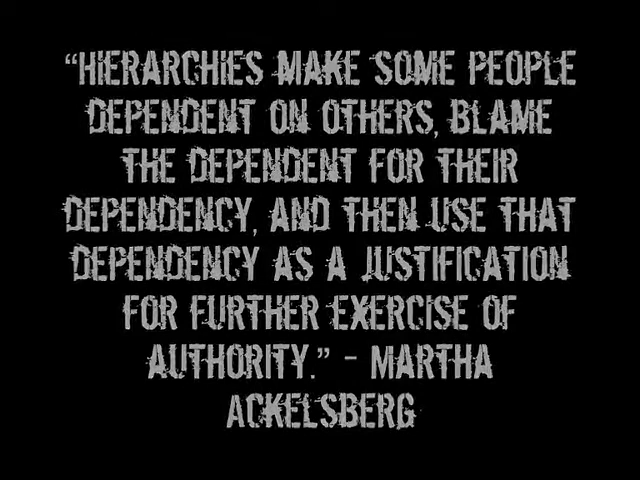 “HIERARCHIES MAKE SOME PEOPLE
DEPENDENT ON OTHERS, BLAME
THE DEPENDENT FOR THEIR
DEPENDENCY, AND THEN USE THAT
DEPENDENCY AS A JUSTIFICATION
FOR FURTHER EXERCISE OF
AUTHORITY.” - MARTHA
ACKELSBERG